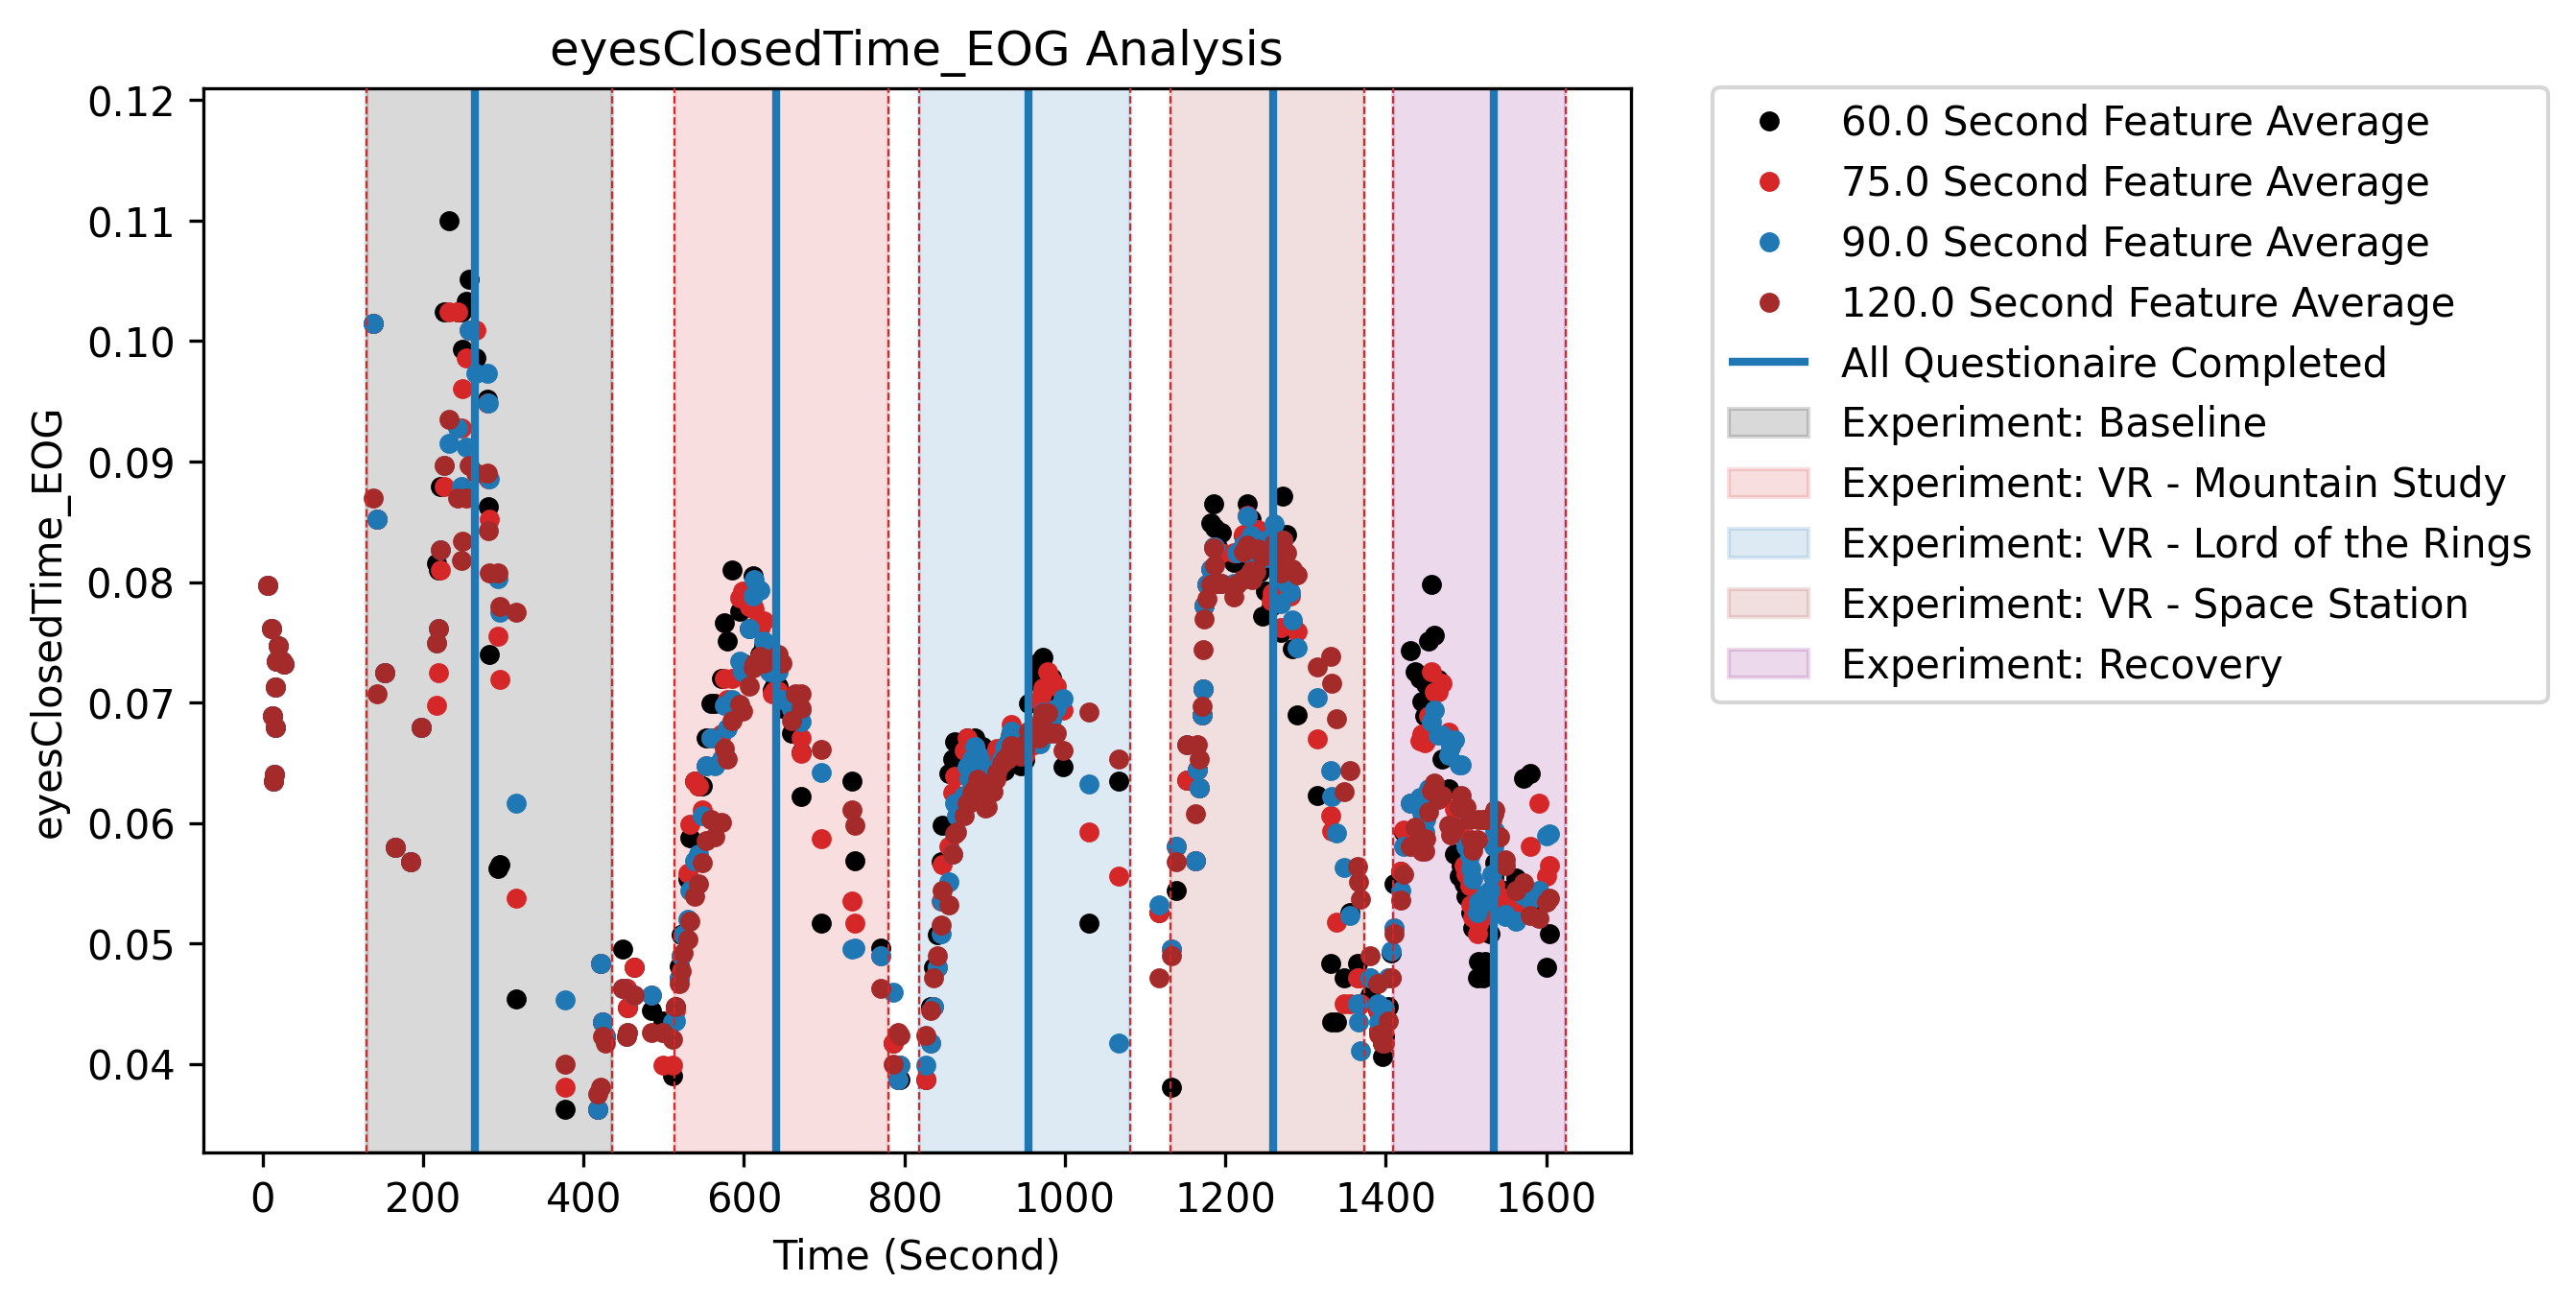 eyesClosedTime_EOG Analysis
0.12
0.11
0.10
0.09
0.08
0.07
0.06
0.05
0.04
eyesClosedTime_EOG
0 200 400 600 800 1000 1200 1400 1600
Time (Second)
60.0 Second Feature Average
75.0 Second Feature Average
90.0 Second Feature Average
120.0 Second Feature Average
All Questionaire Completed
Experiment: Baseline
Experiment: VR - Mountain Study
Experiment: VR - Lord of the Rings
Experiment: VR - Space Station
Experiment: Recovery